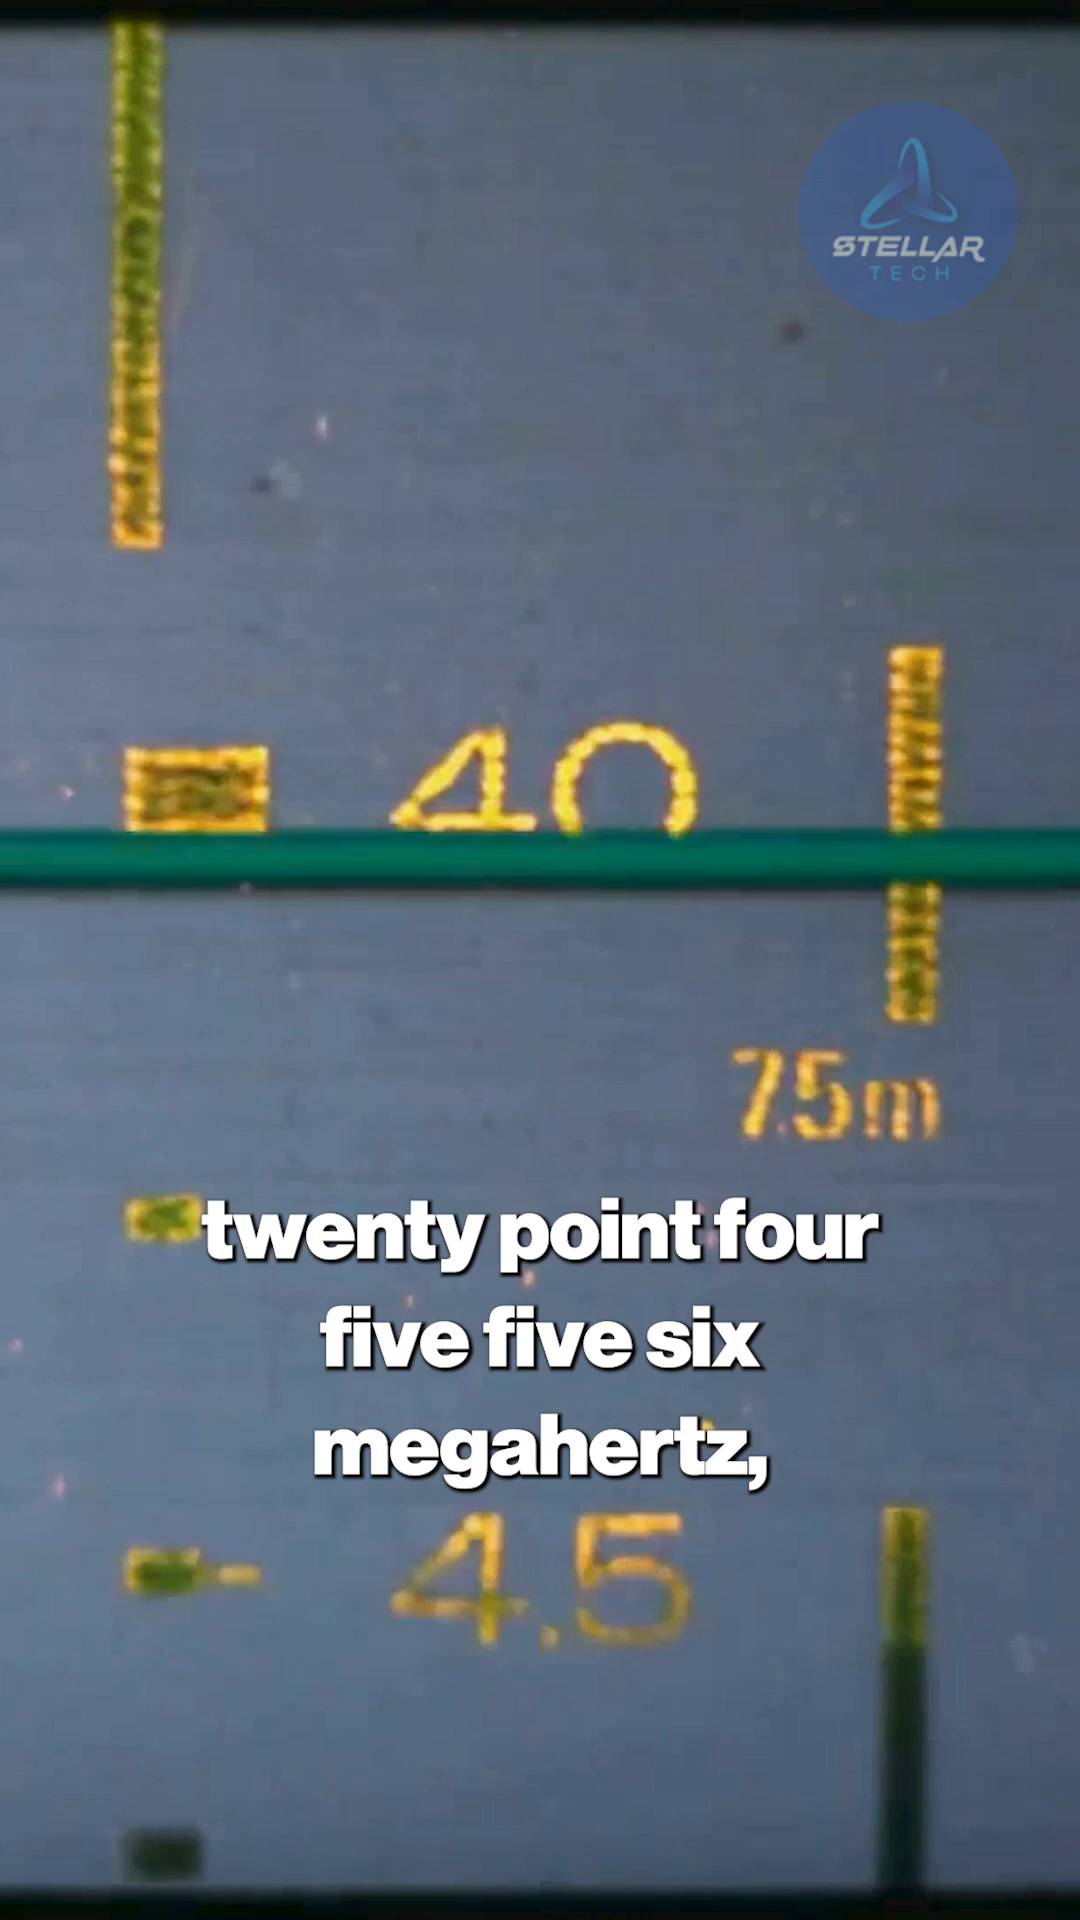 STELLAR
TECH
40
75m
twenty point four
five five six
megahertz,
4.5